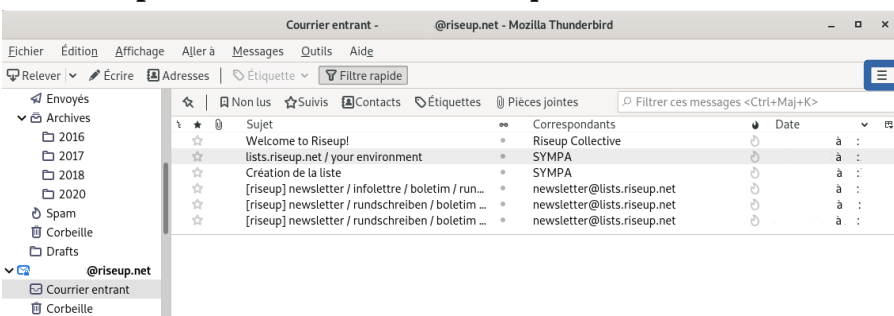 Courrier entrant - @riseup.net - Mozilla Thunderbird
Fichier Édition Affichage Aller à Messages Outils Aide
Relever Écrire Adresses Étiquette Filtre rapide
Envoyés
Non lus Suivis Contacts Étiquettes Pièces jointes Filtrer ces messages <Ctrl+Maj+K>
Archives
Sujet Correspondants Date
2016
Welcome to Riseup! Riseup Collective à :
2017
lists.riseup.net / your environment SYMPA à :
2018
Création de la liste SYMPA à :
[riseup] newsletter / infolettre / boletim / run... newsletter@lists.riseup.net à :
2020
[riseup] newsletter / rundschreiben / boletim ... newsletter@lists.riseup.net à :
Spam
[riseup] newsletter / rundschreiben / boletim ... newsletter@lists.riseup.net à :
Corbeille
Drafts
@riseup.net
Courrier entrant
Corbeille